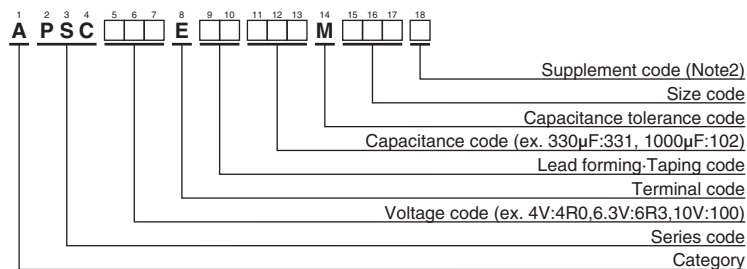 1 2 3 4 5 6 7 8 9 10 11 12 13 14 15 16 17 18
A P S C E M
Supplement code (Note2)
Size code
Capacitance tolerance code
Capacitance code (ex. 330μF:331, 1000μF:102)
Lead forming·Taping code
Terminal code
Voltage code (ex. 4V:4R0,6.3V:6R3,10V:100)
Series code
Category